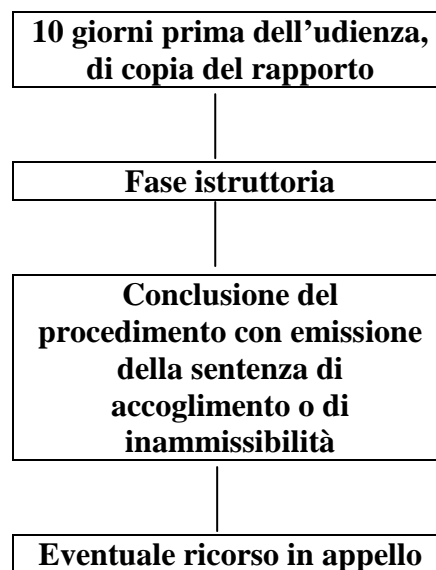 10 giorni prima dell’udienza,
di copia del rapporto
Fase istruttoria
Conclusione del
procedimento con emissione
della sentenza di
accoglimento o di
inammissibilità
Eventuale ricorso in appello